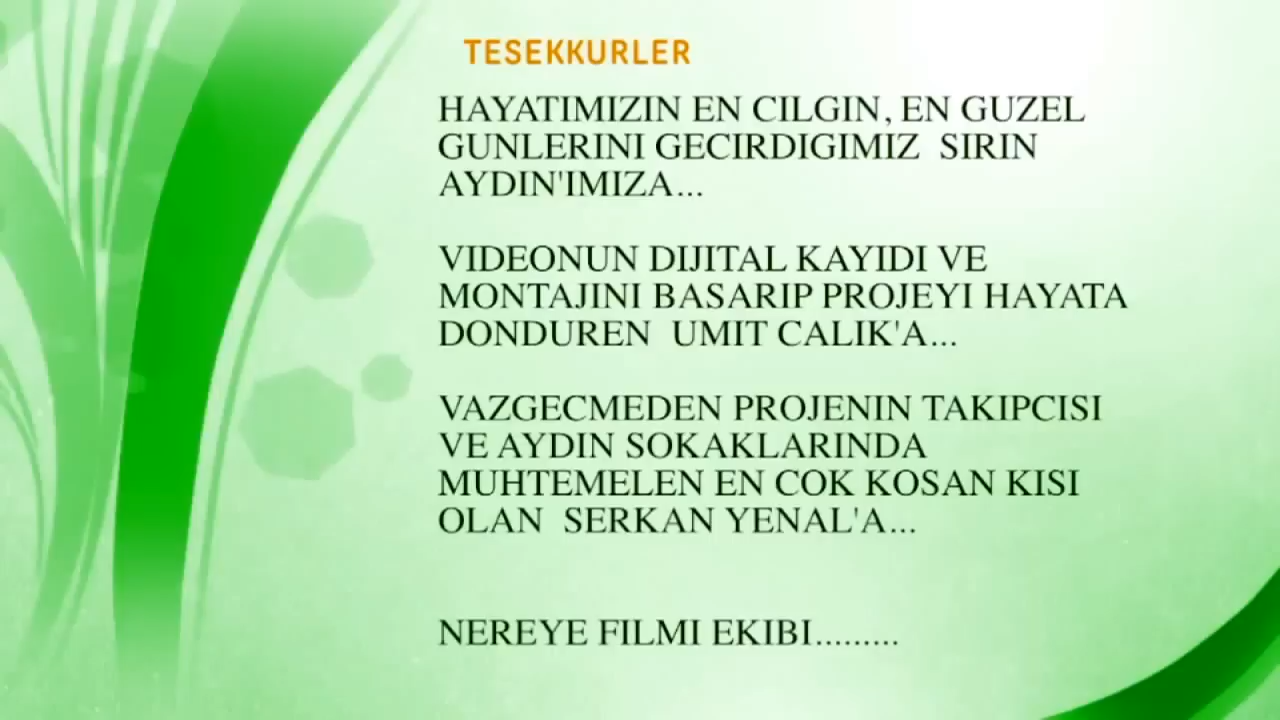 TESEKKURLER
HAYATIMIZIN EN CILGIN, EN GUZEL
GUNLERINI GECIRDIGIMIZ  SIRIN
AYDIN'IMIZA...
VIDEONUN DIJITAL KAYIDI VE
MONTAJINI BASARIP PROJEYI HAYATA
DONDUREN  UMIT CALIK'A...
VAZGECMEDEN PROJENIN TAKIPCISI
VE AYDIN SOKAKLARINDA
MUHTEMELEN EN COK KOSAN KISI
OLAN  SERKAN YENAL'A...
NEREYE FILMI EKIBI.........